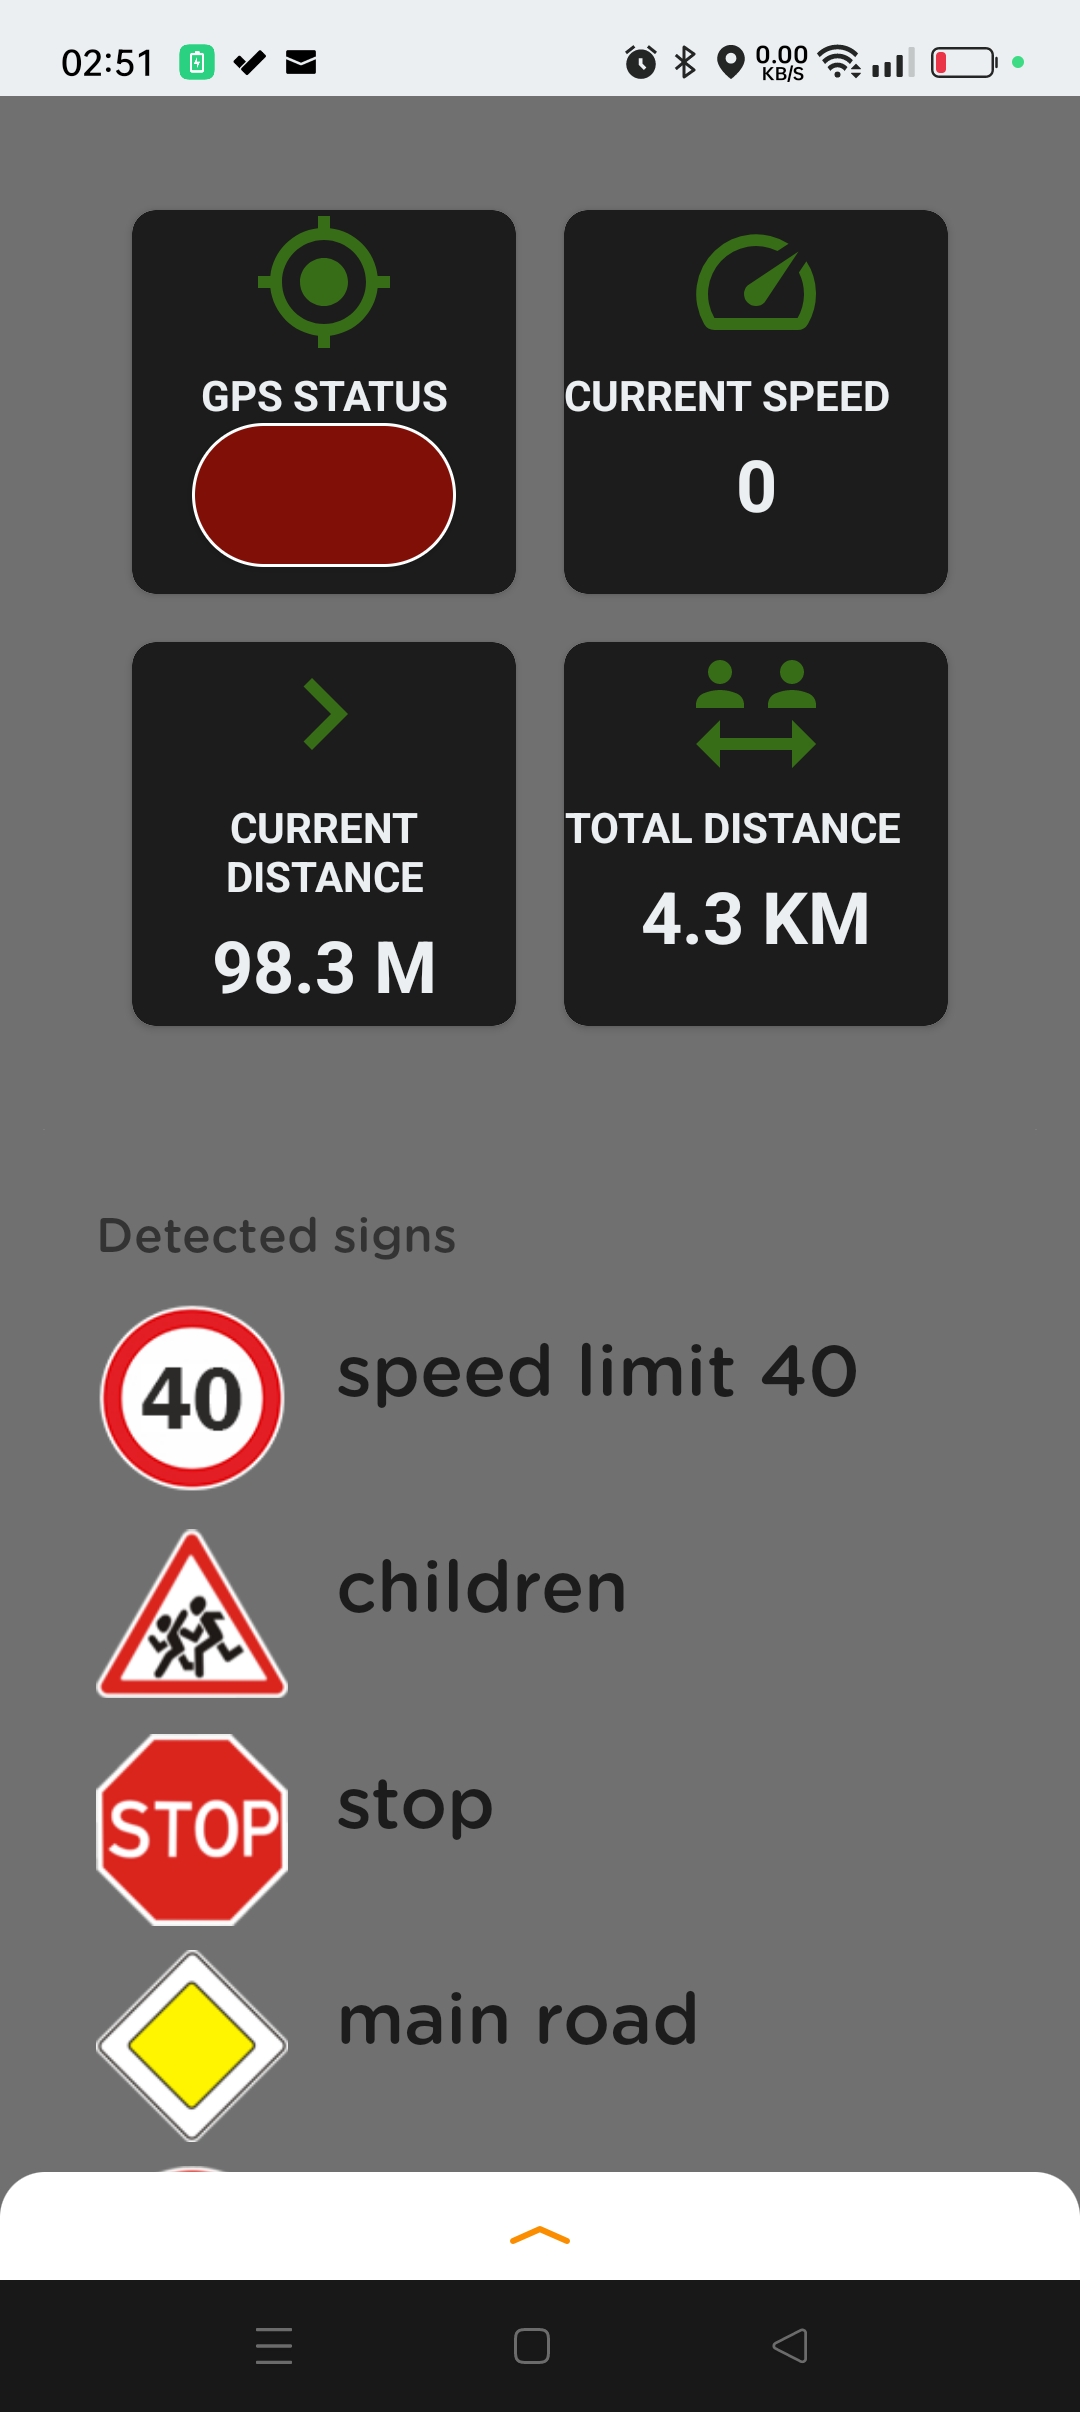 02:51
0.00
KB/S
GPS STATUS
CURRENT SPEED
0
CURRENT
DISTANCE
98.3 M
TOTAL DISTANCE
4.3 KM
Detected signs
40
speed limit 40
children
STOP
stop
main road